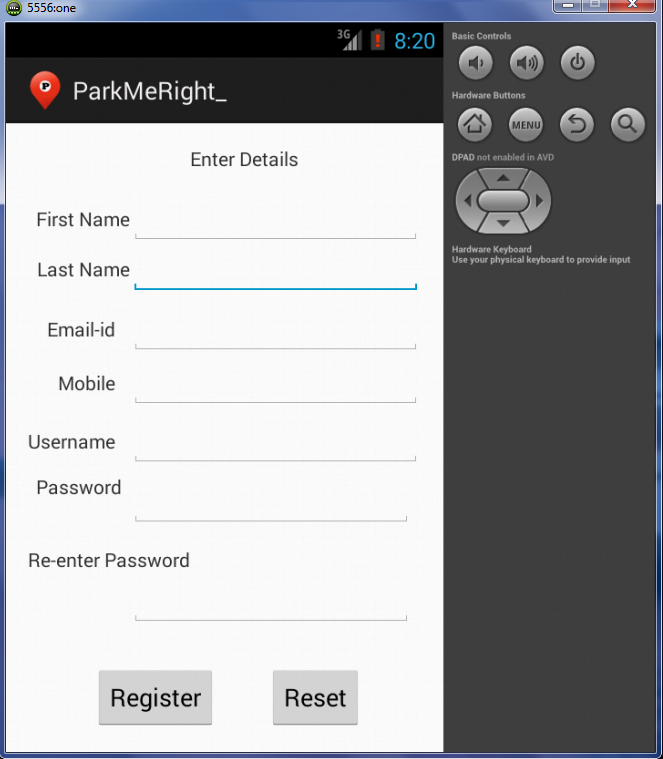 5556:one
3G 8:20
P ParkMeRight_
Enter Details
First Name
Last Name
Email-id
Mobile
Username
Password
Re-enter Password
Register Reset
Basic Controls
Hardware Buttons
MENU
DPAD not enabled in AVD
Hardware Keyboard
Use your physical keyboard to provide input